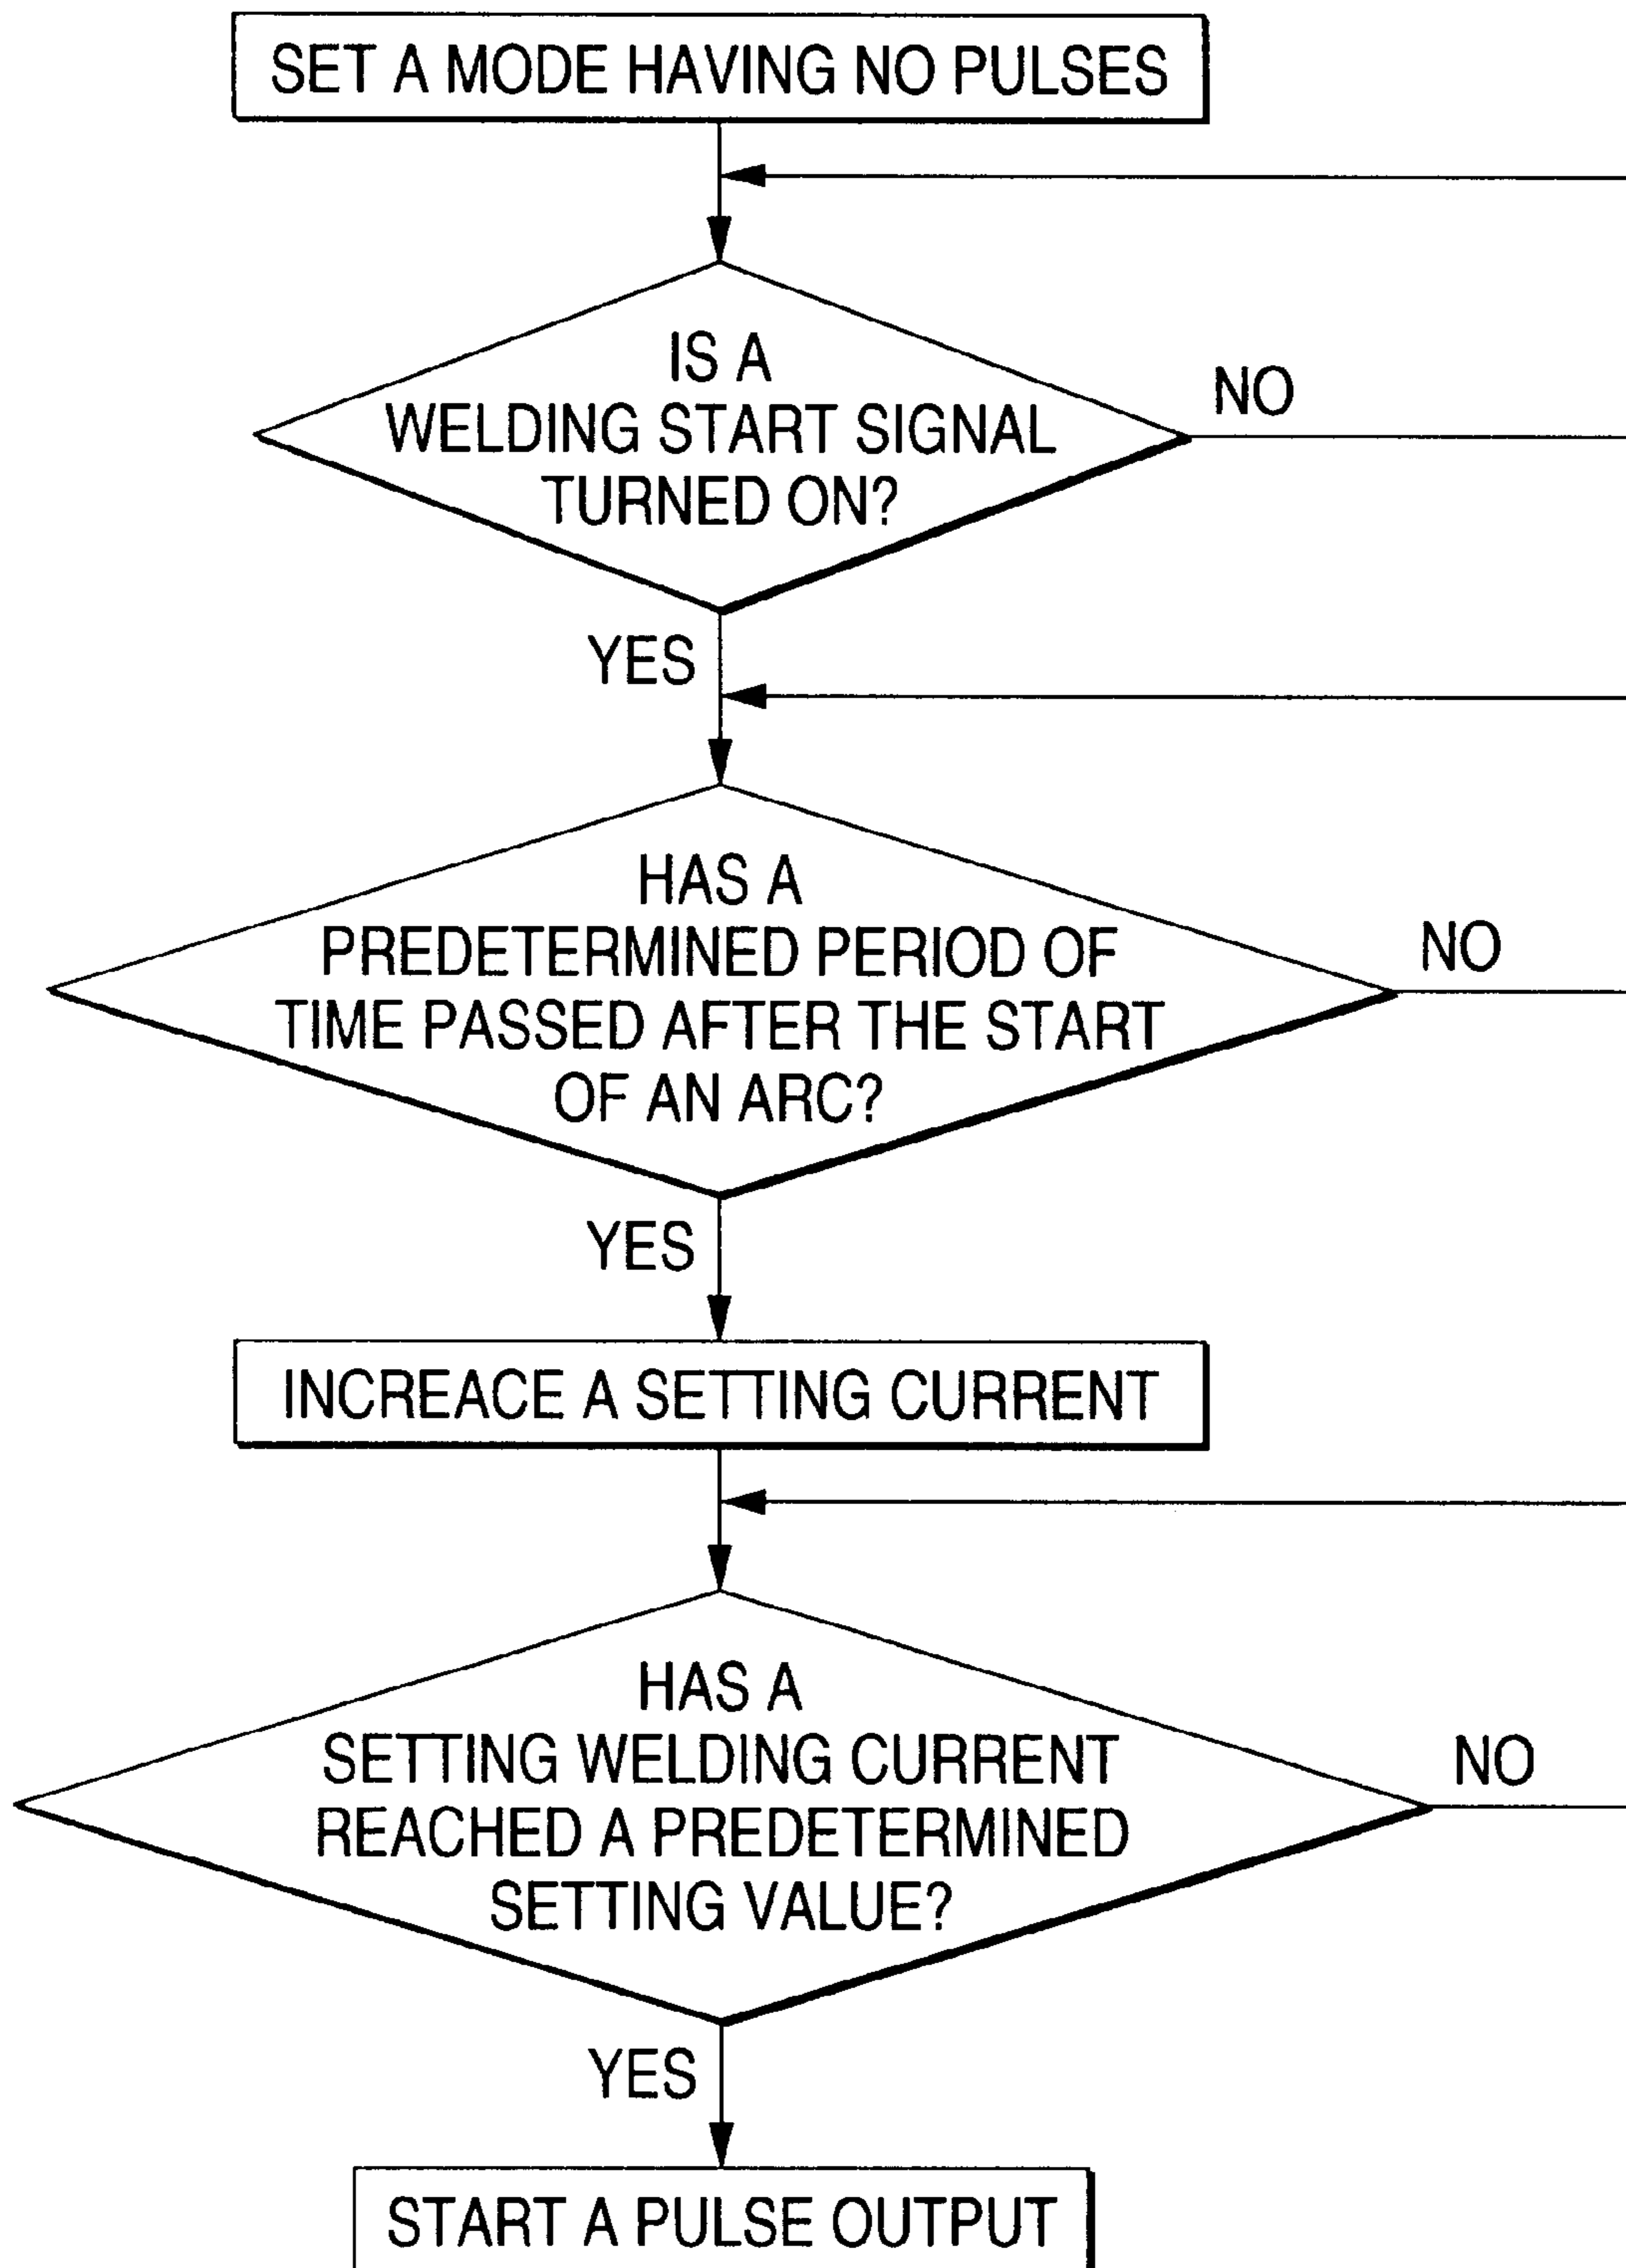 SET A MODE HAVING NO PULSES
IS A
WELDING START SIGNAL
TURNED ON?
NO
YES
HAS A
PREDETERMINED PERIOD OF
TIME PASSED AFTER THE START
OF AN ARC?
NO
YES
INCREACE A SETTING CURRENT
HAS A
SETTING WELDING CURRENT
REACHED A PREDETERMINED
SETTING VALUE?
NO
YES
START A PULSE OUTPUT